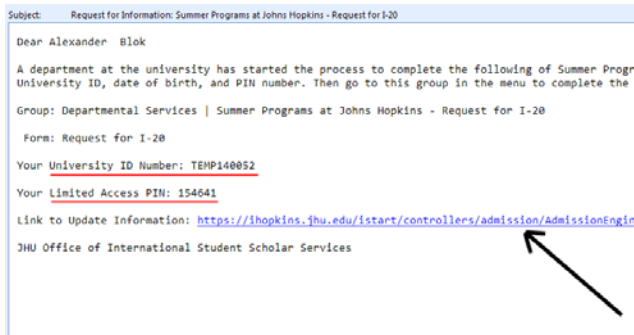 Subject: Request for Information: Summer Programs at Johns Hopkins - Request for I-20
Dear Alexander Blok
A department at the university has started the process to complete the following of Summer Progr
University ID, date of birth, and PIN number. Then go to this group in the menu to complete the
Group: Departmental Services | Summer Programs at Johns Hopkins - Request for I-20
Form: Request for I-20
Your University ID Number: TEMP140052
Your Limited Access PIN: 154641
Link to Update Information: https://ihopkins.jhu.edu/istart/controllers/admission/AdmissionEngin
JHU Office of International Student Scholar Services